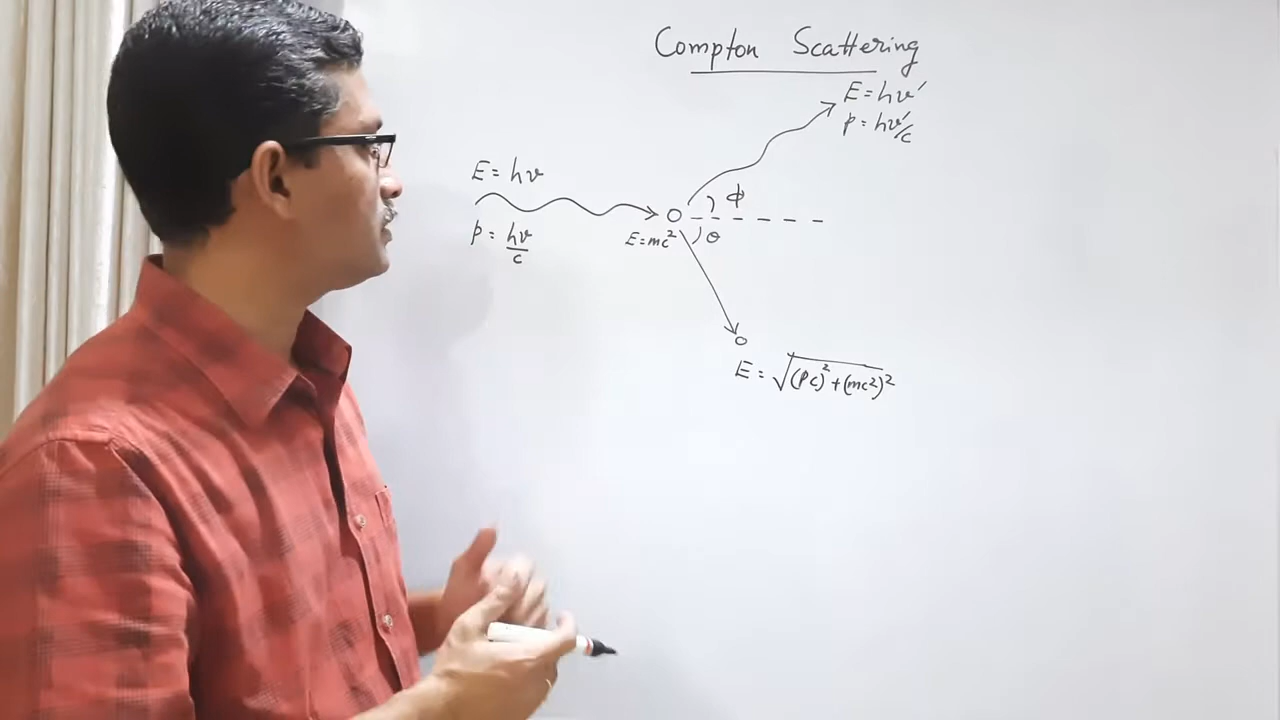 Compton Scattering
E = hν'
p = hν'/c
E = hν
p = hν/c
ϕ
E=mc²
θ
E = √(pc)² + (mc²)²